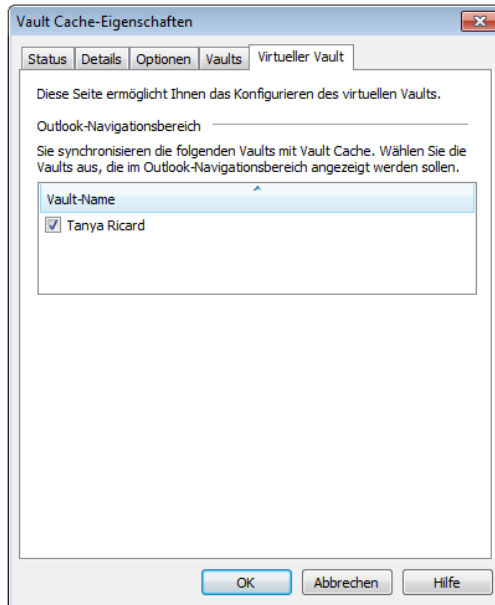 Vault Cache-Eigenschaften
Status Details Optionen Vaults Virtueller Vault
Diese Seite ermöglicht Ihnen das Konfigurieren des virtuellen Vaults.
Outlook-Navigationsbereich
Sie synchronisieren die folgenden Vaults mit Vault Cache. Wählen Sie die
Vaults aus, die im Outlook-Navigationsbereich angezeigt werden sollen.
Vault-Name
Tanya Ricard
OK Abbrechen Hilfe